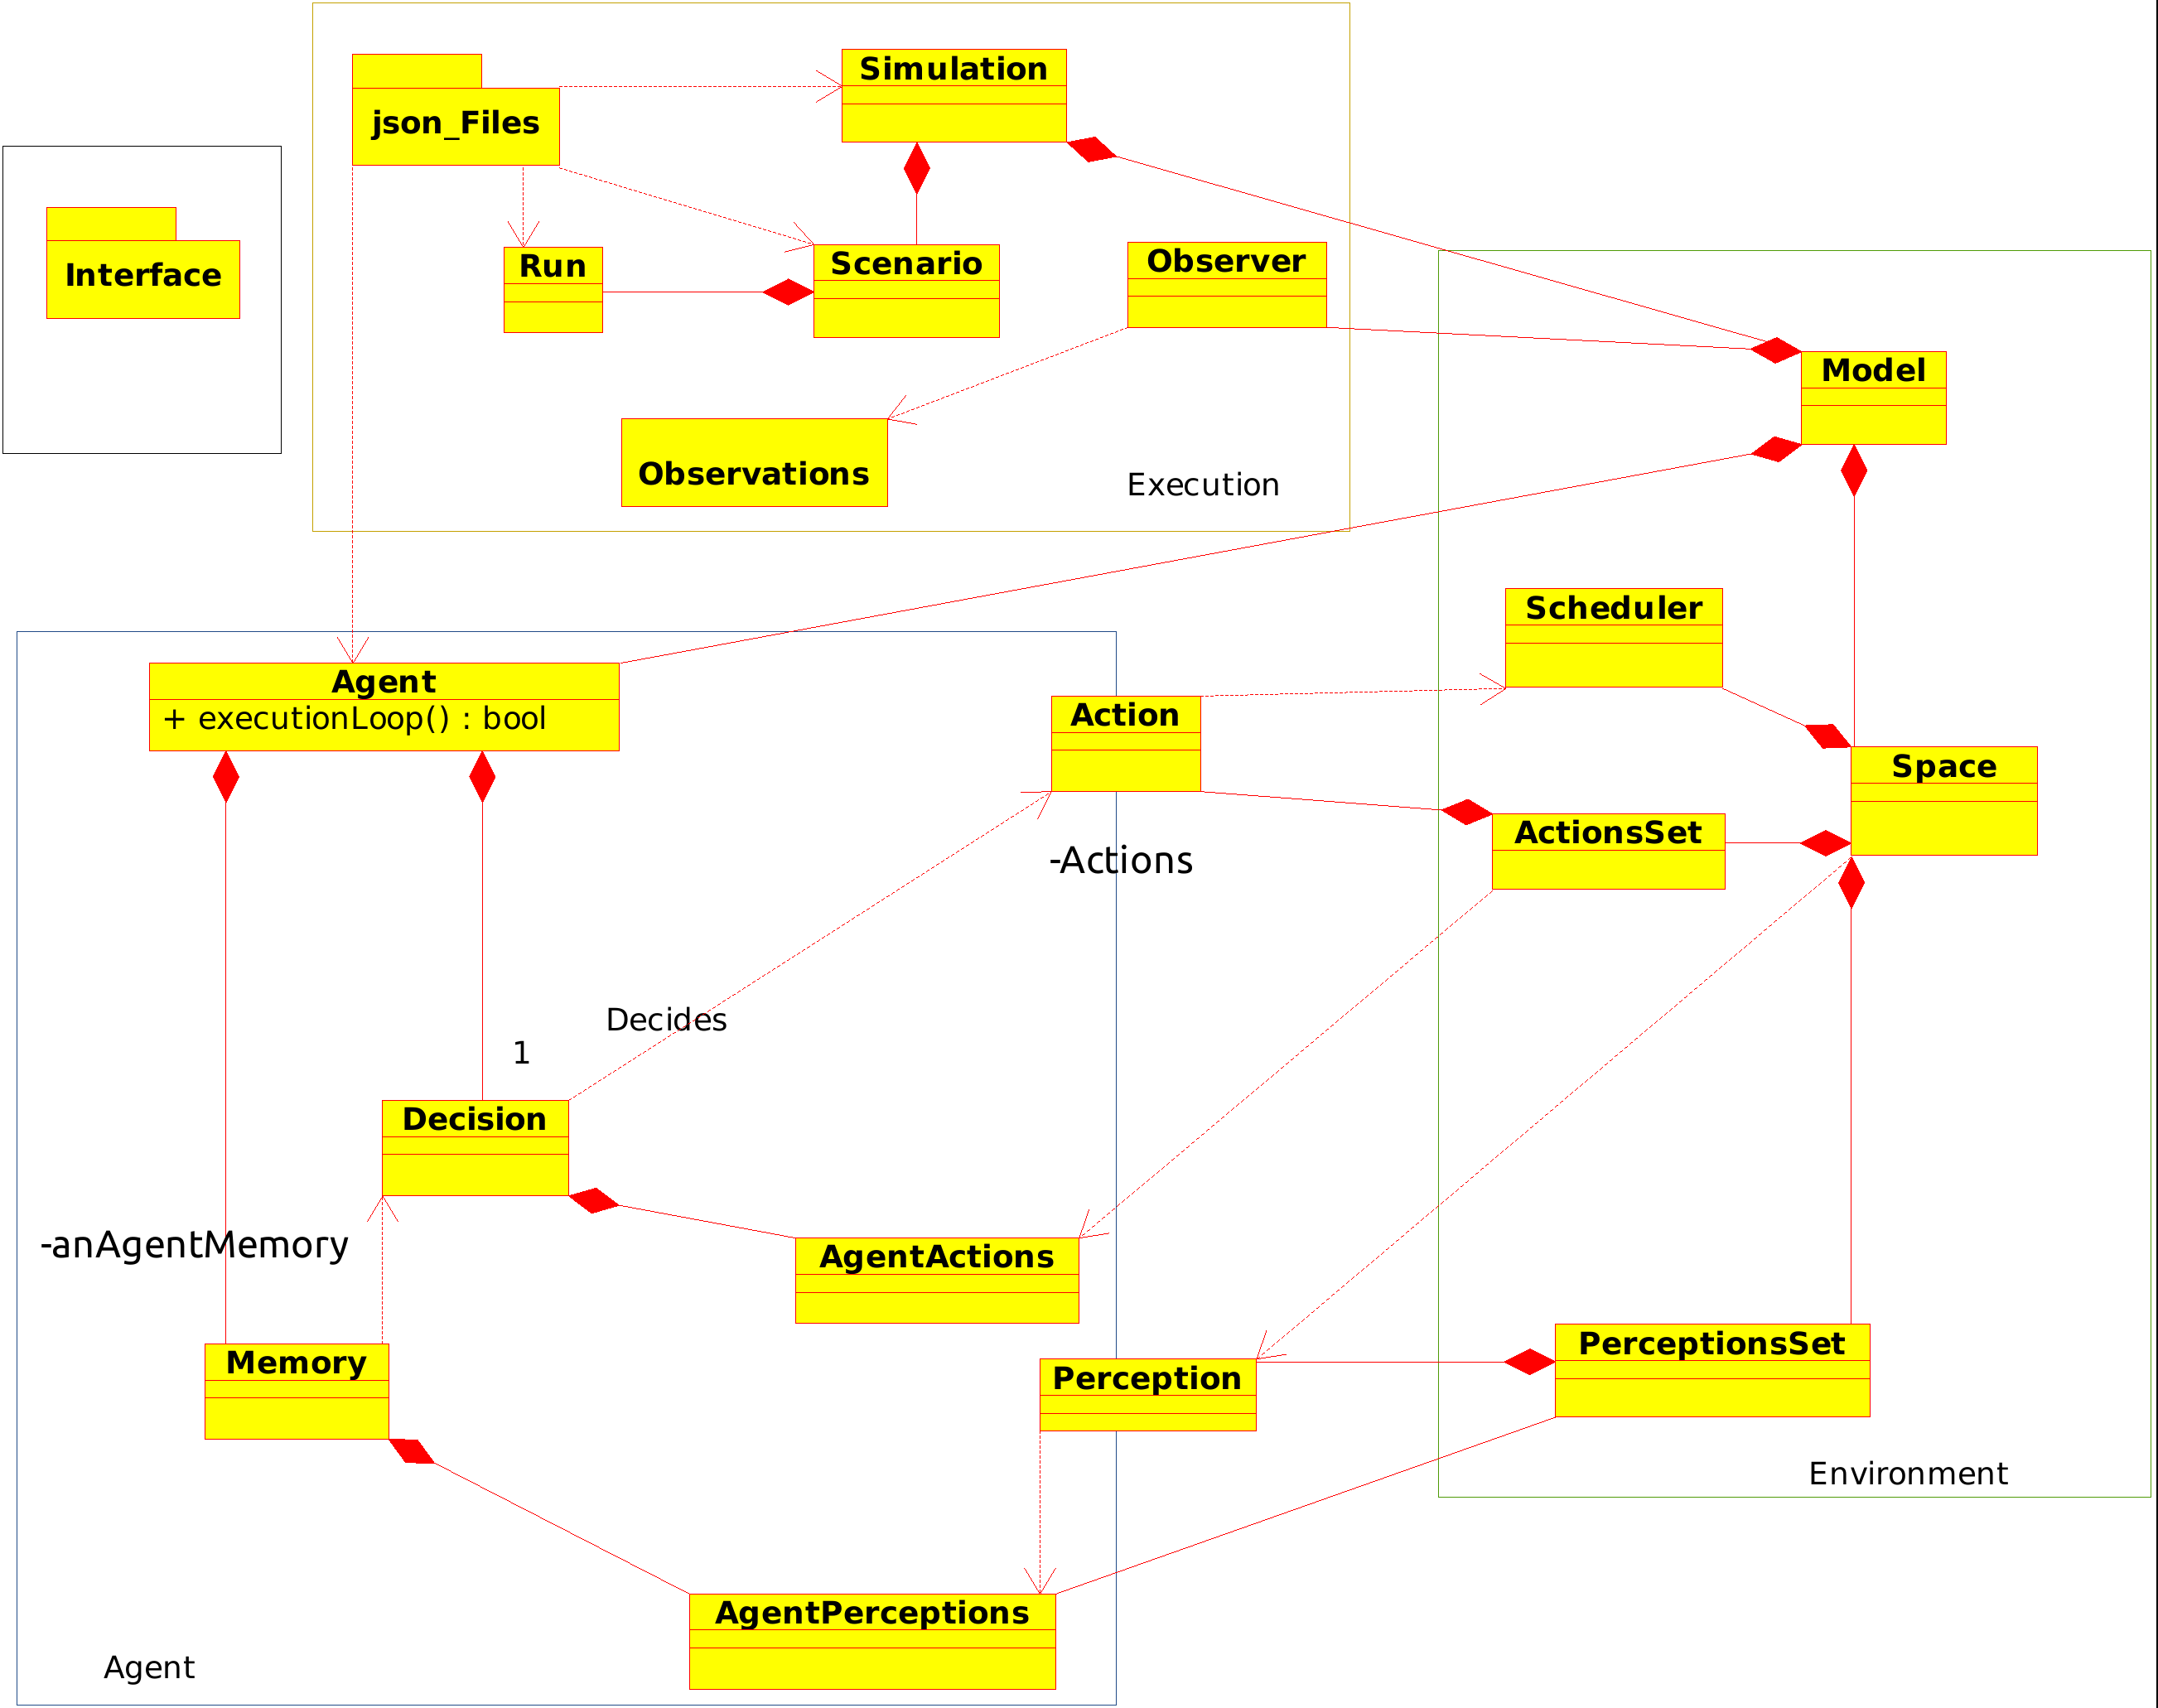 Simulation
json_Files
Interface
Run
Scenario
Observer
Model
Observations
Execution
Scheduler
Agent
+ executionLoop() : bool
Action
Space
ActionsSet
-Actions
Decides
1
Decision
-anAgentMemory
AgentActions
Memory
Perception
PerceptionsSet
Environment
AgentPerceptions
Agent